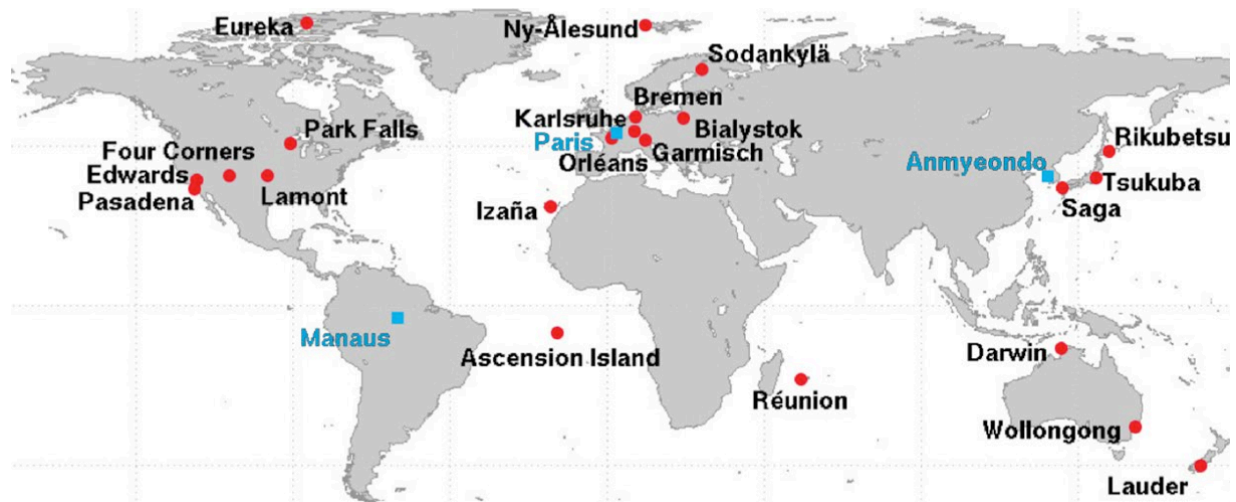 Eureka
Ny-Ålesund
Sodankylä
Bremen
Karlsruhe
Park Falls
Paris
Bialystok
Rikubetsu
Four Corners
Orléans
Garmisch
Anmyeondo
Edwards
Pasadena
Lamont
Tsukuba
Izaña
Saga
Manaus
Ascension Island
Darwin
Réunion
Wollongong
Lauder